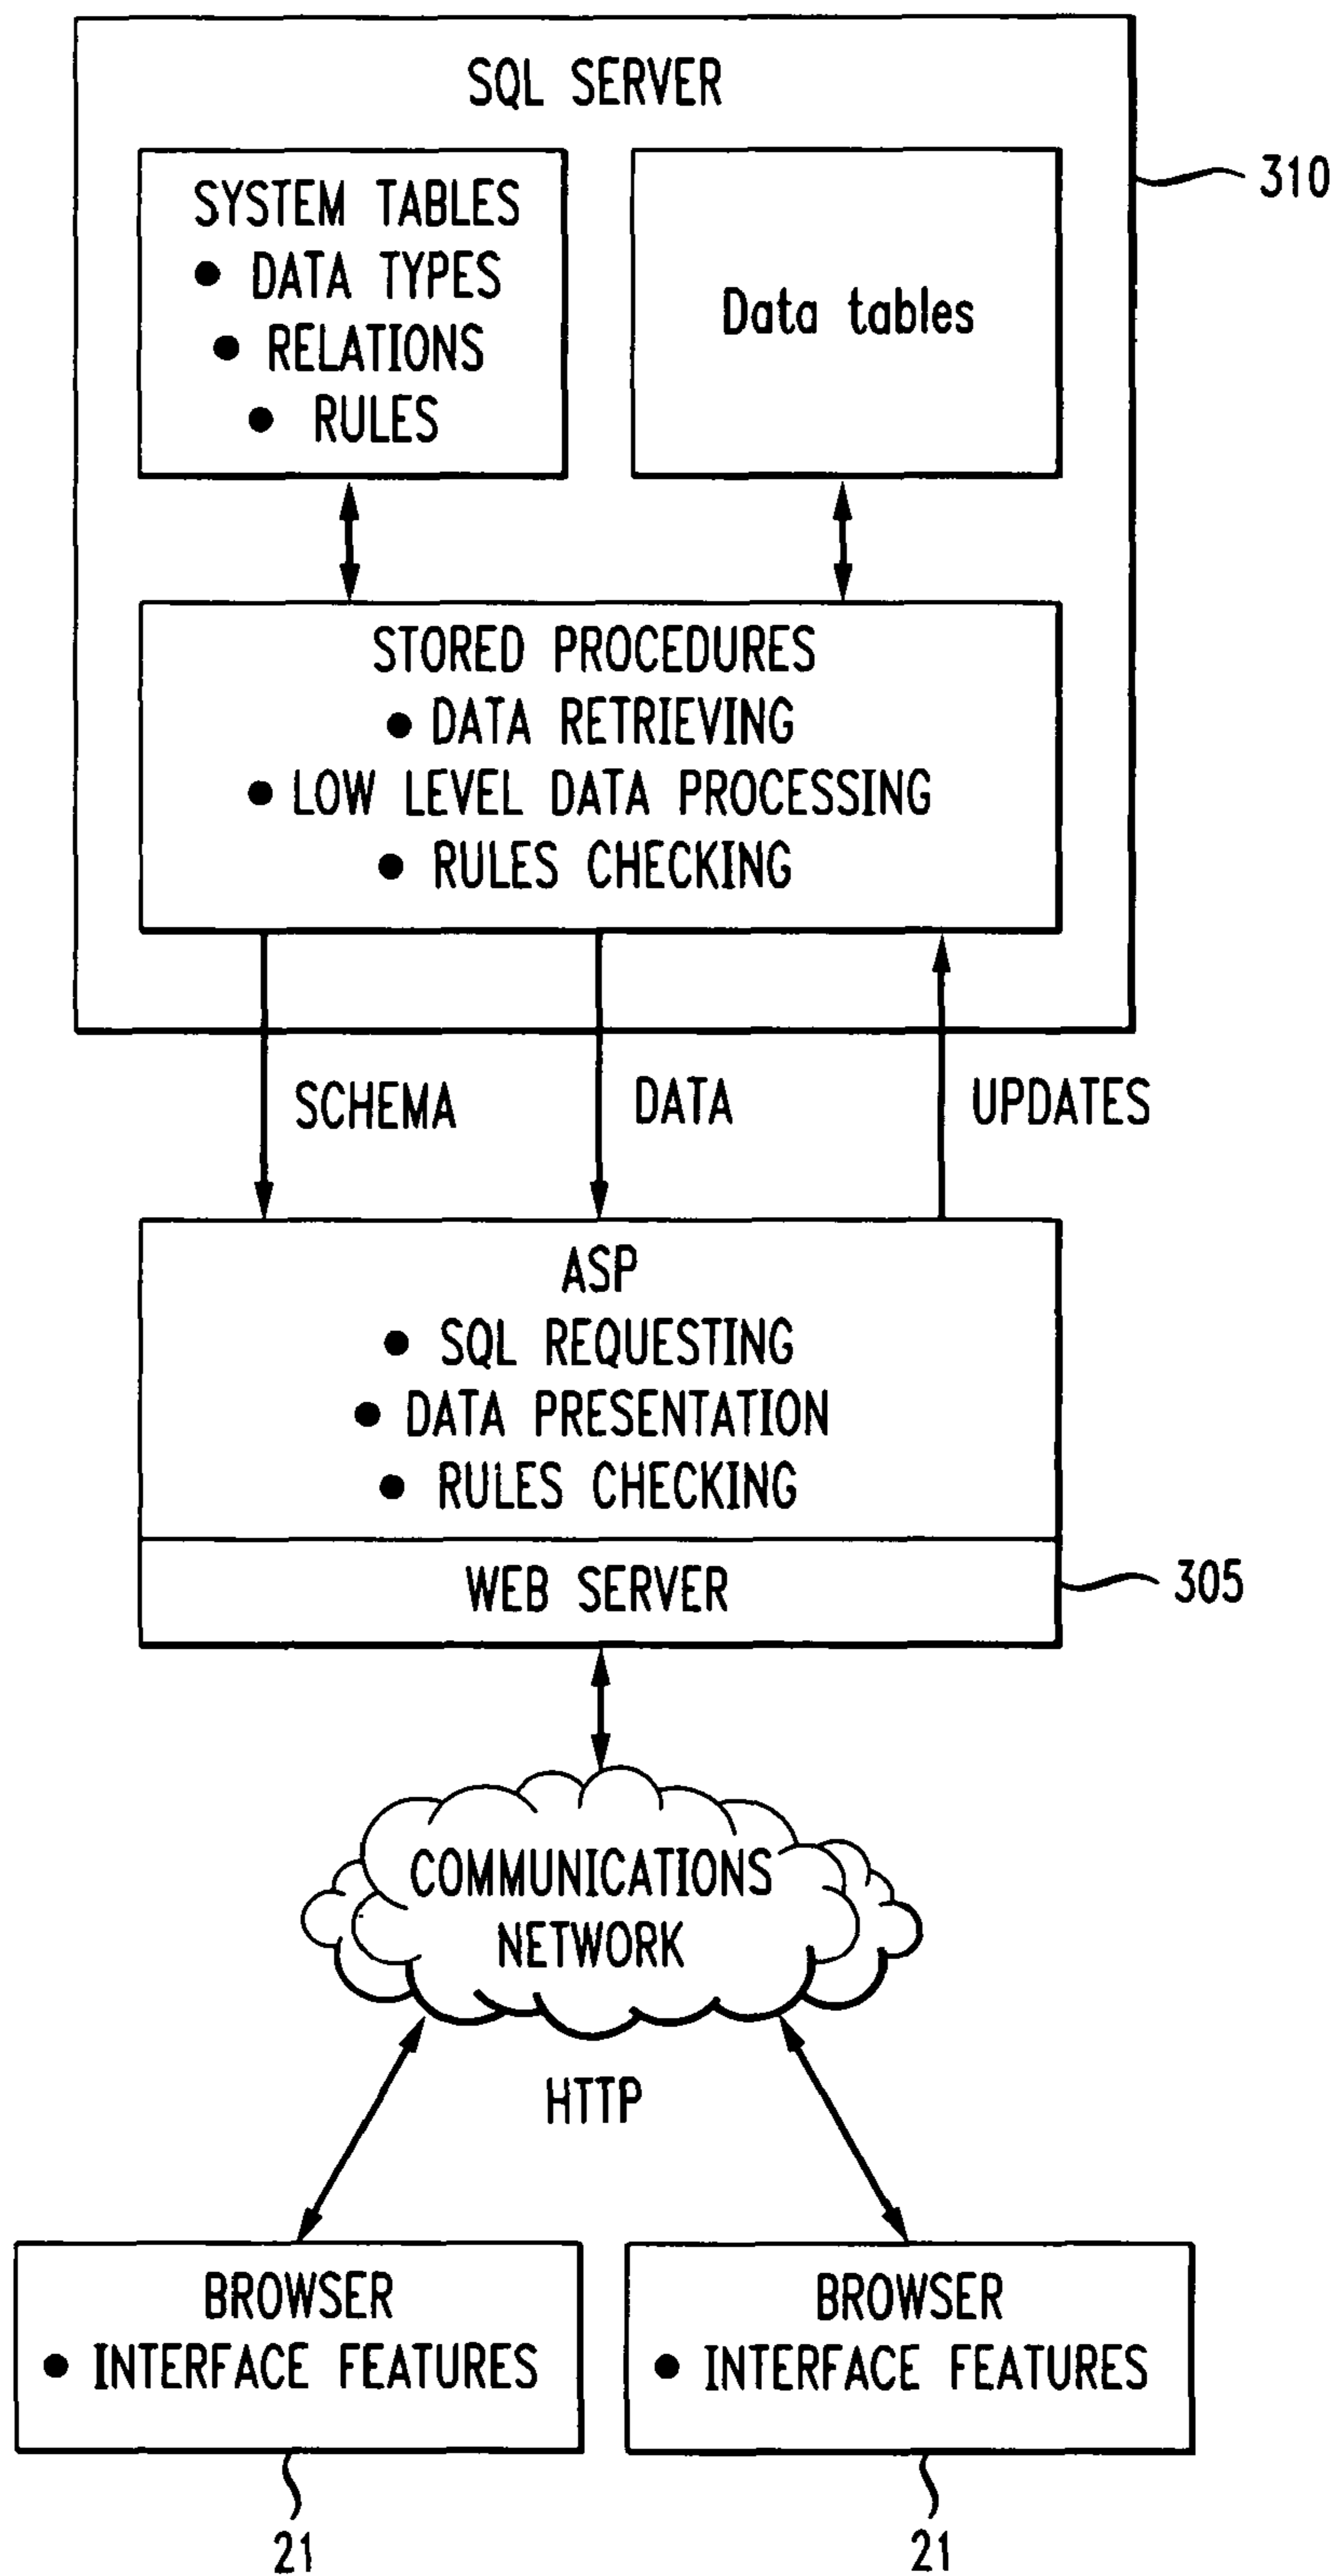 SQL SERVER
310
SYSTEM TABLES
● DATA TYPES
● RELATIONS
● RULES
Data tables
STORED PROCEDURES
● DATA RETRIEVING
● LOW LEVEL DATA PROCESSING
● RULES CHECKING
SCHEMA
DATA
UPDATES
ASP
● SQL REQUESTING
● DATA PRESENTATION
● RULES CHECKING
WEB SERVER
305
COMMUNICATIONS
NETWORK
HTTP
BROWSER
● INTERFACE FEATURES
21
BROWSER
● INTERFACE FEATURES
21